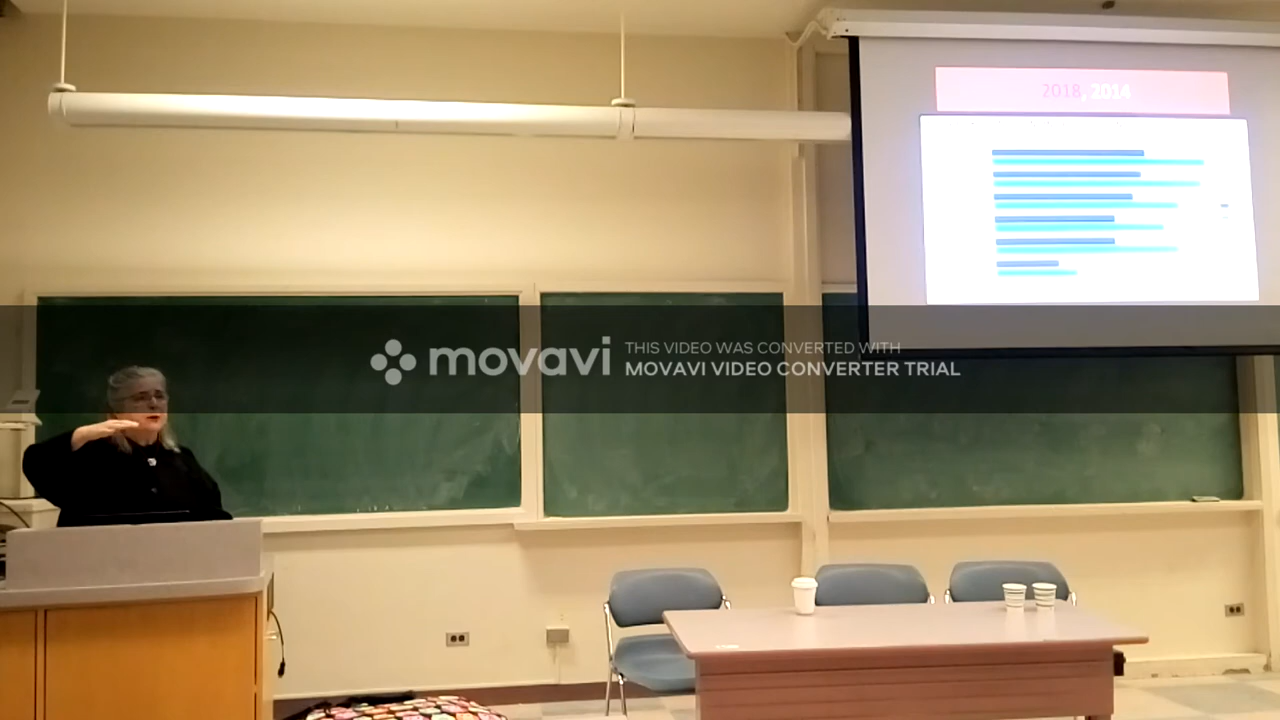 2018, 2014
movavi
THIS VIDEO WAS CONVERTED WITH
MOVAVI VIDEO CONVERTER TRIAL